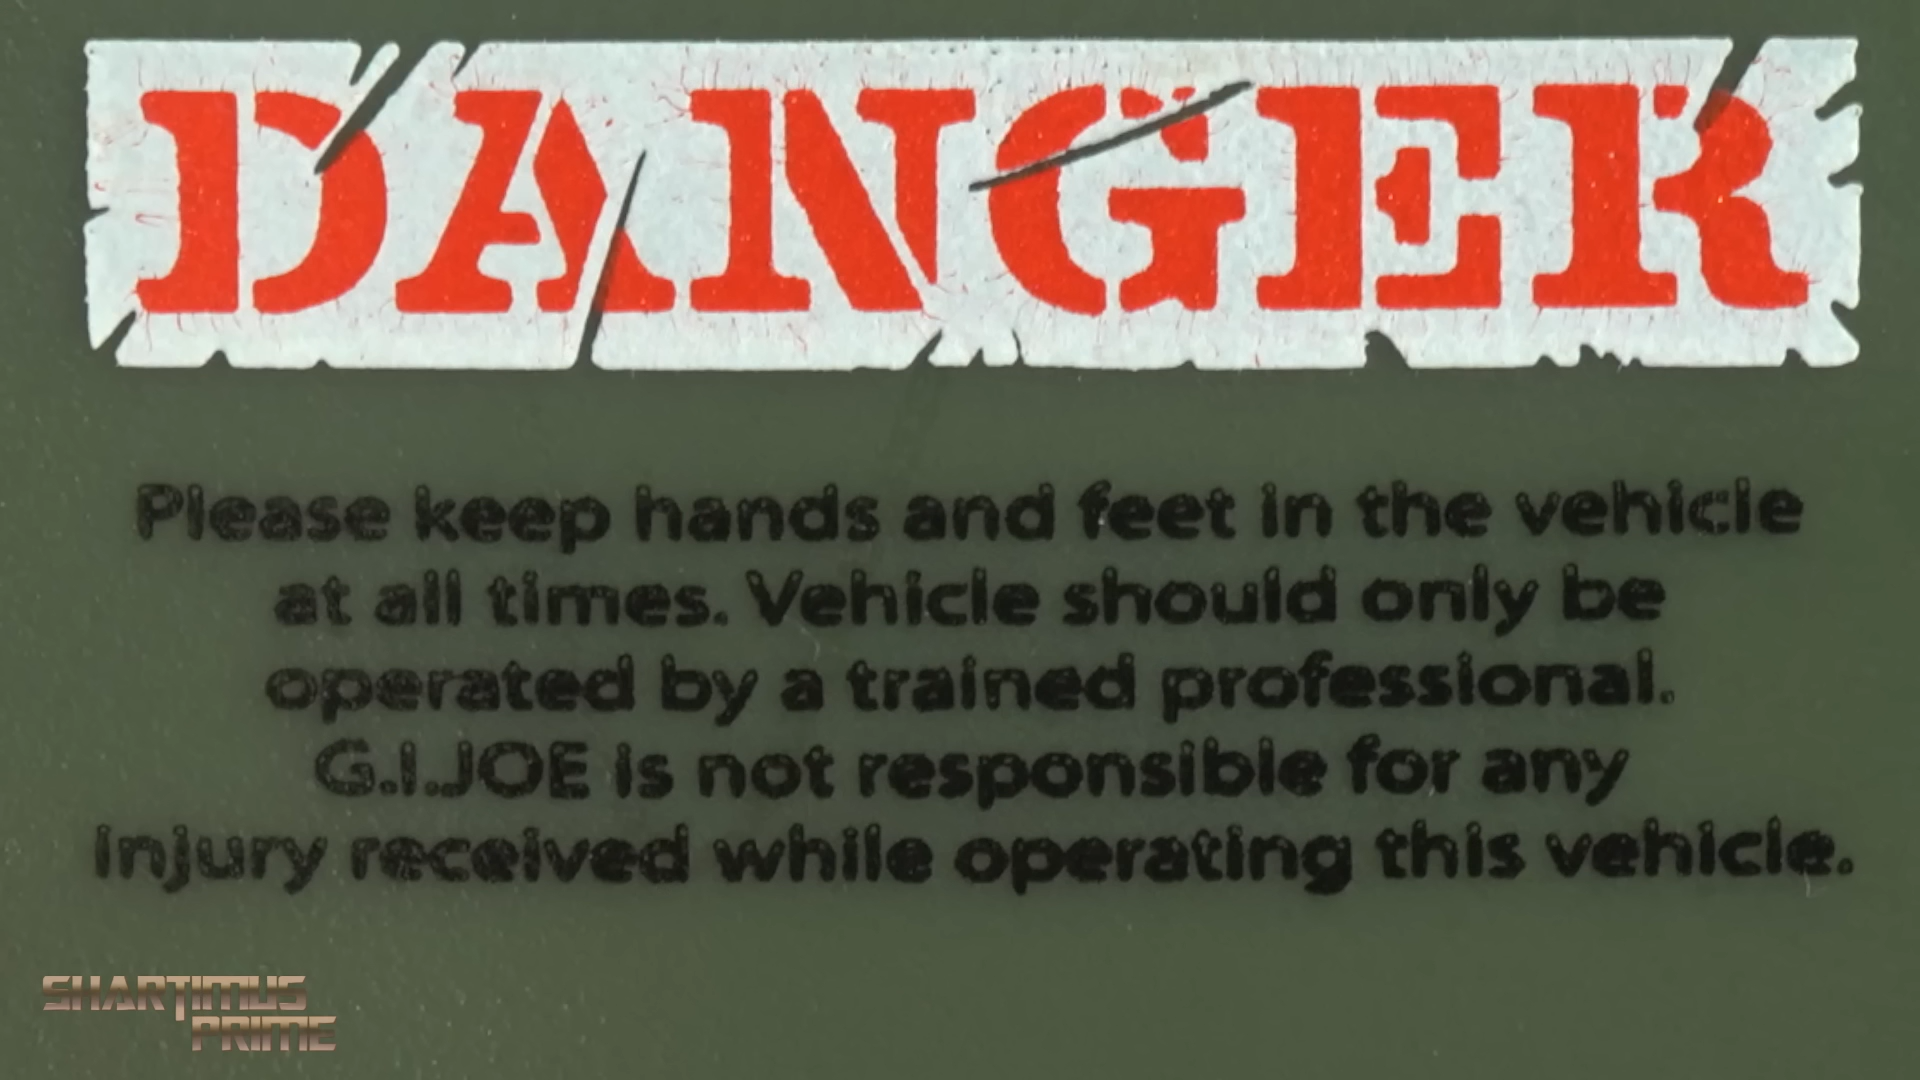 DANGER
Please keep hands and feet in the vehicle
at all times. Vehicle should only be
operated by a trained professional.
G.I.JOE is not responsible for any
injury received while operating this vehicle.
SHARTIMUS
PRIME